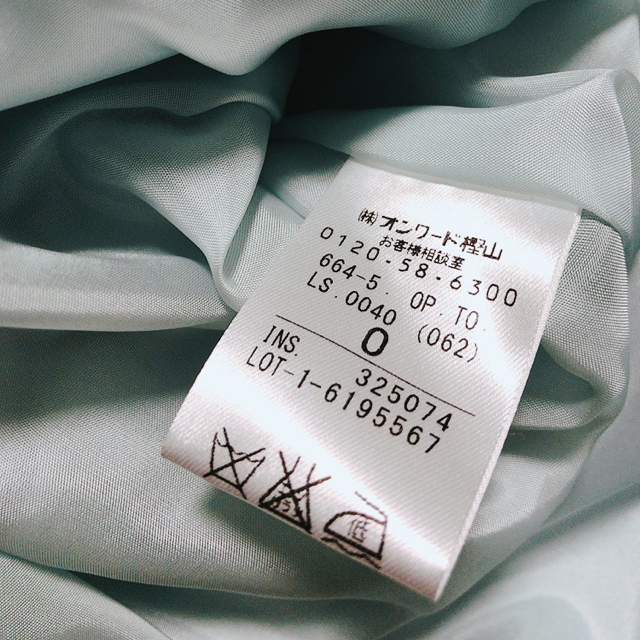 (株)オンワード樫山
お客様相談室
0120-58-6300
664-5. OP. TO.
LS.0040 (062)
0
INS. 325074
LOT-1-6195567
低